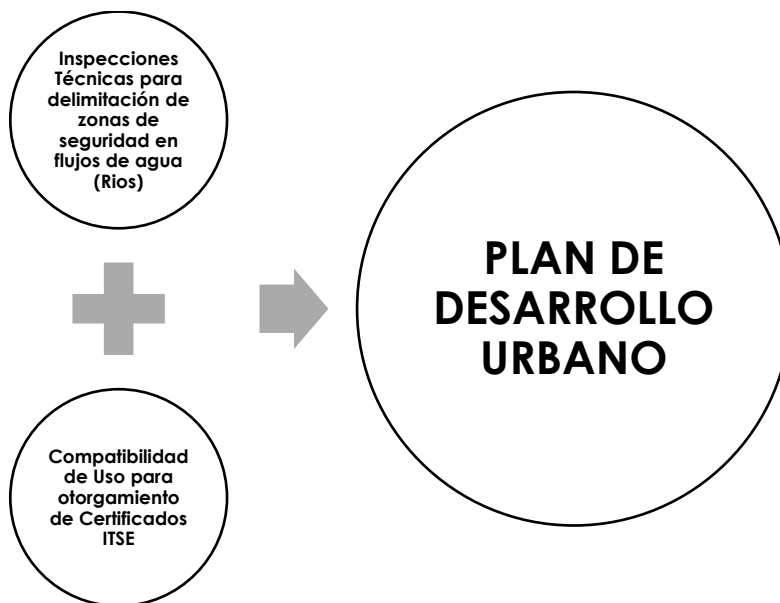 Inspecciones
Técnicas para
delimitación de
zonas de
seguridad en
flujos de agua
(Rios)
Compatibilidad
de Uso para
otorgamiento
de Certificados
ITSE
PLAN DE
DESARROLLO
URBANO